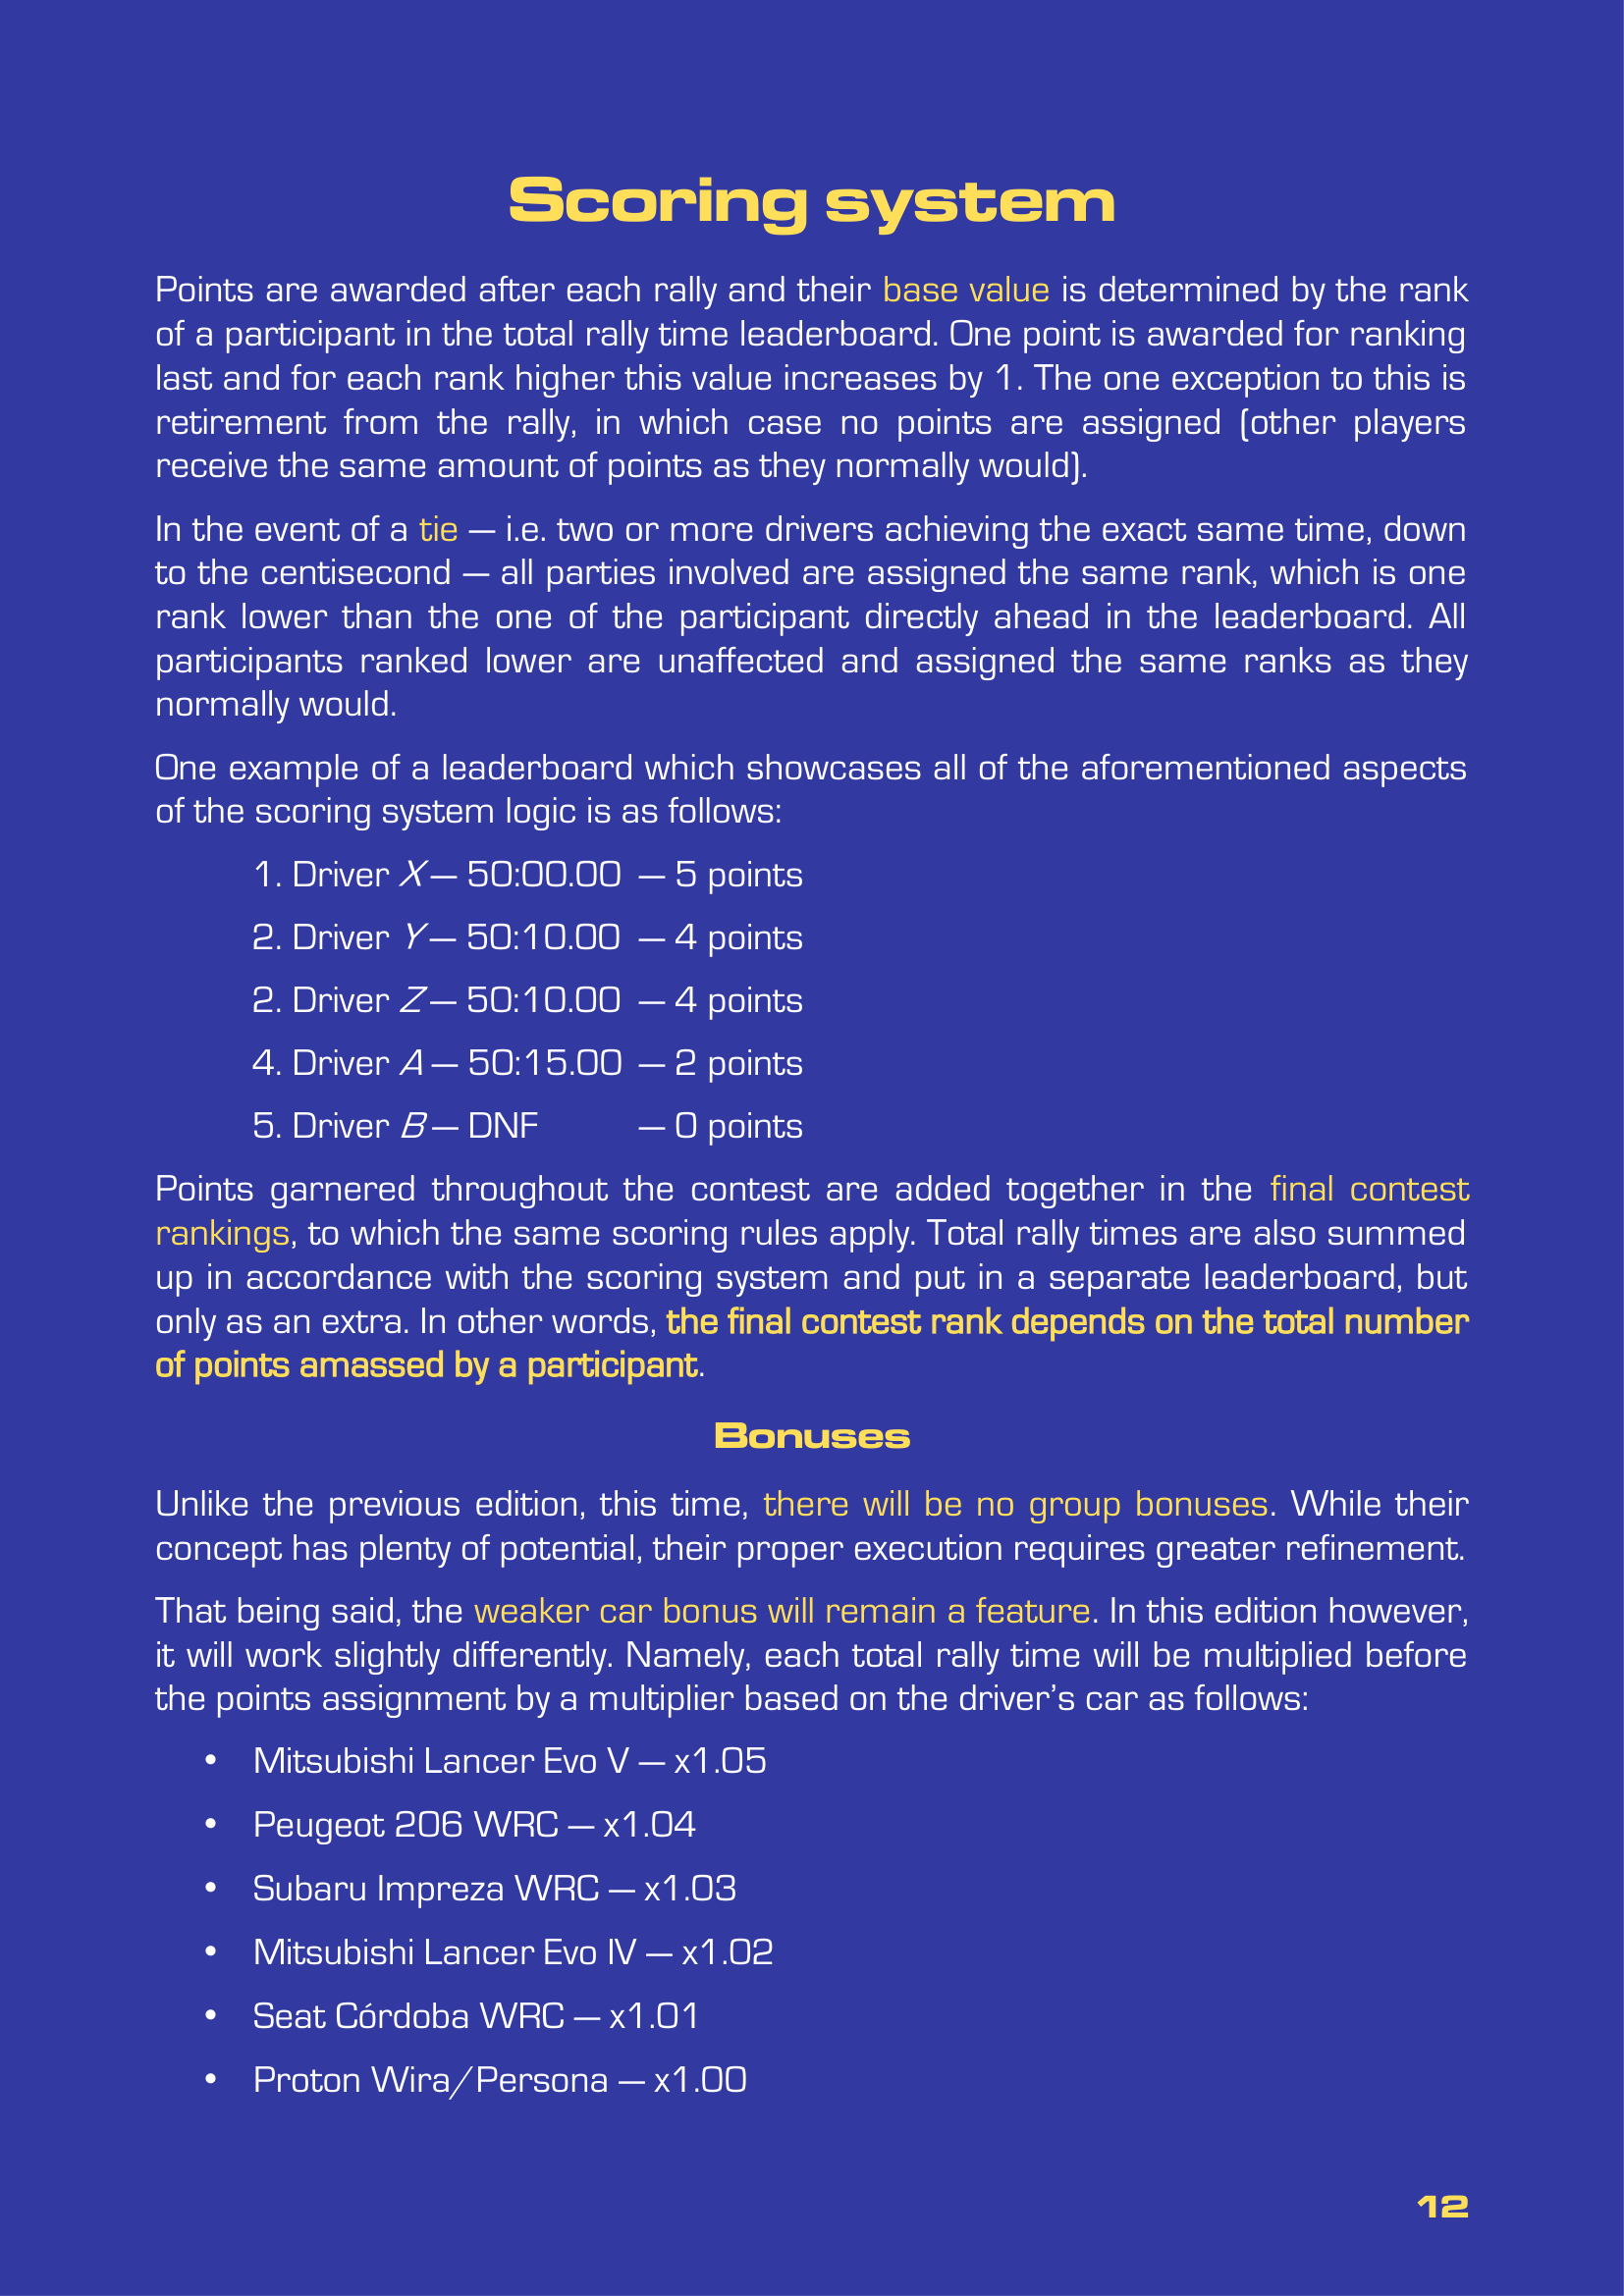 Scoring system
Points are awarded after each rally and their base value is determined by the rank
of a participant in the total rally time leaderboard. One point is awarded for ranking
last and for each rank higher this value increases by 1. The one exception to this is
retirement from the rally, in which case no points are assigned (other players
receive the same amount of points as they normally would).
In the event of a tie — i.e. two or more drivers achieving the exact same time, down
to the centisecond — all parties involved are assigned the same rank, which is one
rank lower than the one of the participant directly ahead in the leaderboard. All
participants ranked lower are unaffected and assigned the same ranks as they
normally would.
One example of a leaderboard which showcases all of the aforementioned aspects
of the scoring system logic is as follows:
1. Driver X — 50:00.00 — 5 points
2. Driver Y — 50:10.00 — 4 points
2. Driver Z — 50:10.00 — 4 points
4. Driver A — 50:15.00 — 2 points
5. Driver B — DNF — 0 points
Points garnered throughout the contest are added together in the final contest
rankings, to which the same scoring rules apply. Total rally times are also summed
up in accordance with the scoring system and put in a separate leaderboard, but
only as an extra. In other words, the final contest rank depends on the total number
of points amassed by a participant.
Bonuses
Unlike the previous edition, this time, there will be no group bonuses. While their
concept has plenty of potential, their proper execution requires greater refinement.
That being said, the weaker car bonus will remain a feature. In this edition however,
it will work slightly differently. Namely, each total rally time will be multiplied before
the points assignment by a multiplier based on the driver's car as follows:
• Mitsubishi Lancer Evo V — x1.05
• Peugeot 206 WRC — x1.04
• Subaru Impreza WRC — x1.03
• Mitsubishi Lancer Evo IV — x1.02
• Seat Córdoba WRC — x1.01
• Proton Wira/Persona — x1.00
12